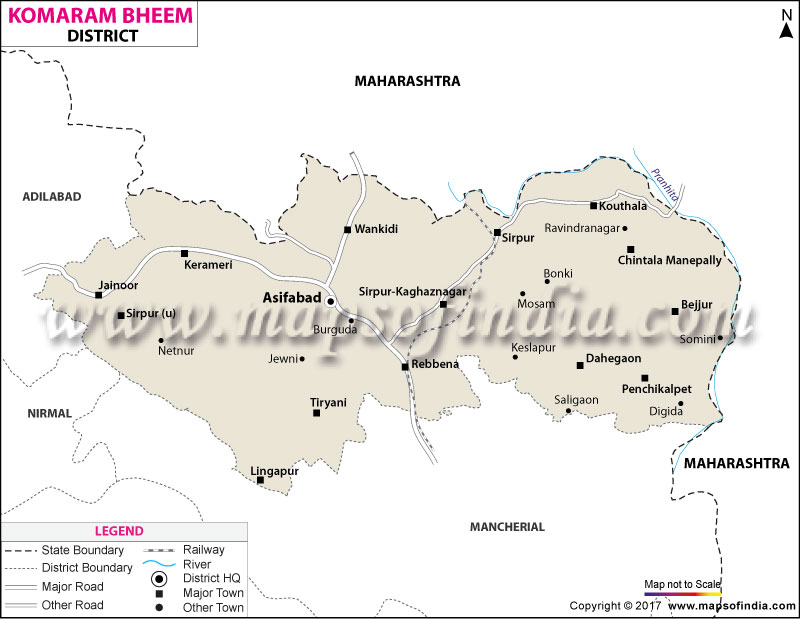 KOMARAM BHEEM
DISTRICT
N
MAHARASHTRA
Pranhita
ADILABAD
Kouthala
Wankidi
Ravindranagar
Sirpur
Kerameri
Chintala Manepally
Bonki
Jainoor
Sirpur-Kaghaznagar
Asifabad
Mosam
Bejjur
Sirpur (u)
www.mapsofindia.com
Burguda
Somini
Netnur
Keslapur
Jewni
Dahegaon
Rebbena
Penchikalpet
Tiryani
Saligaon
Digida
NIRMAL
MAHARASHTRA
Lingapur
MANCHERIAL
LEGEND
State Boundary
District Boundary
Major Road
Other Road
Railway
River
District HQ
Major Town
Other Town
Map not to Scale
Copyright © 2017 www.mapsofindia.com